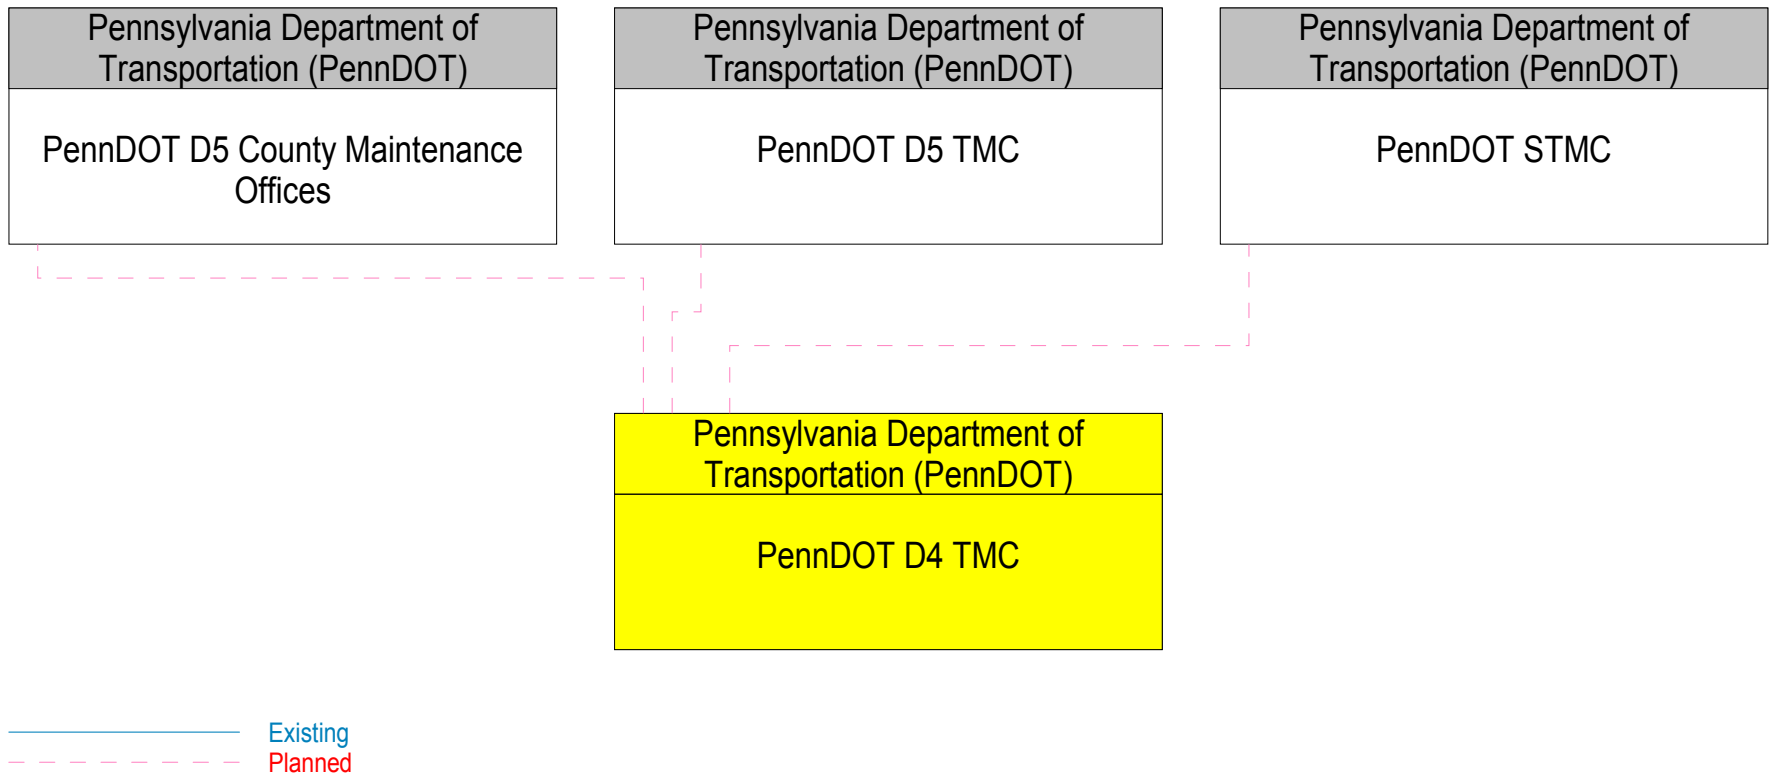 Pennsylvania Department of
Transportation (PennDOT)
PennDOT D5 County Maintenance
Offices
Pennsylvania Department of
Transportation (PennDOT)
PennDOT D5 TMC
Pennsylvania Department of
Transportation (PennDOT)
PennDOT STMC
Pennsylvania Department of
Transportation (PennDOT)
PennDOT D4 TMC
Existing
Planned